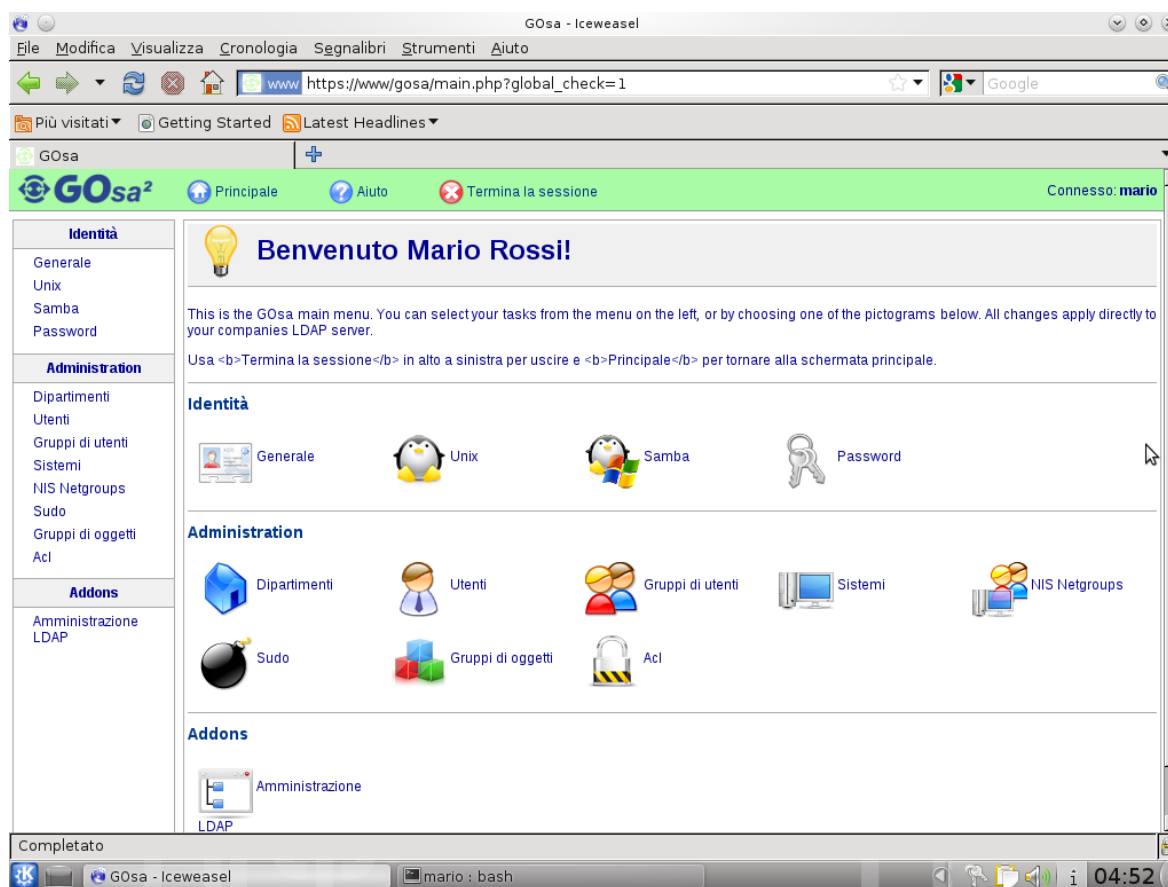 GOsa - Iceweasel
File Modifica Visualizza Cronologia Segnalibri Strumenti Aiuto
www https://www/gosa/main.php?global_check=1 Google
Più visitati Getting Started Latest Headlines
GOsa
GOsa² Principale Aiuto Termina la sessione Connesso: mario
Identità
Generale
Unix
Samba
Password
Administration
Dipartimenti
Utenti
Gruppi di utenti
Sistemi
NIS Netgroups
Sudo
Gruppi di oggetti
Acl
Addons
Amministrazione
LDAP
Benvenuto Mario Rossi!
This is the GOsa main menu. You can select your tasks from the menu on the left, or by choosing one of the pictograms below. All changes apply directly to
your companies LDAP server.
Usa <b>Termina la sessione</b> in alto a sinistra per uscire e <b>Principale</b> per tornare alla schermata principale.
Identità
Generale Unix Samba Password
Administration
Dipartimenti Utenti Gruppi di utenti Sistemi NIS Netgroups
Sudo Gruppi di oggetti Acl
Addons
Amministrazione
LDAP
Completato
GOsa - Iceweasel mario : bash 04:52